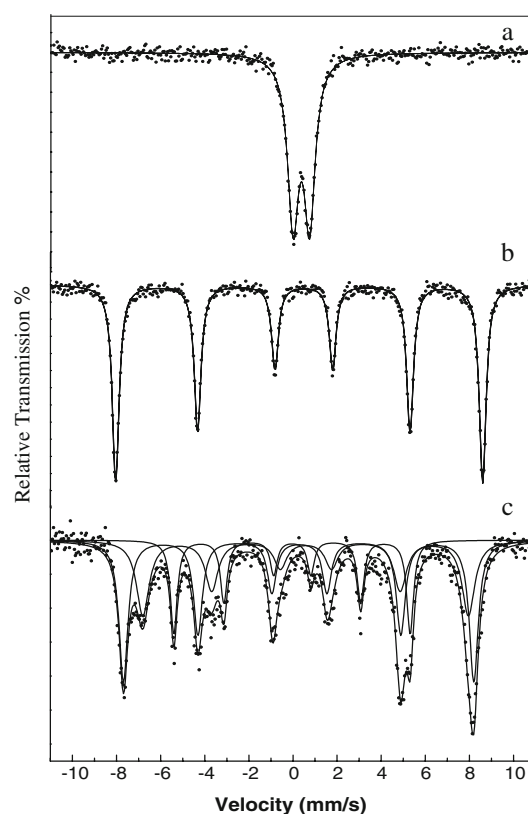 a
b
c
Relative Transmission %
-10 -8 -6 -4 -2 0 2 4 6 8 10
Velocity (mm/s)